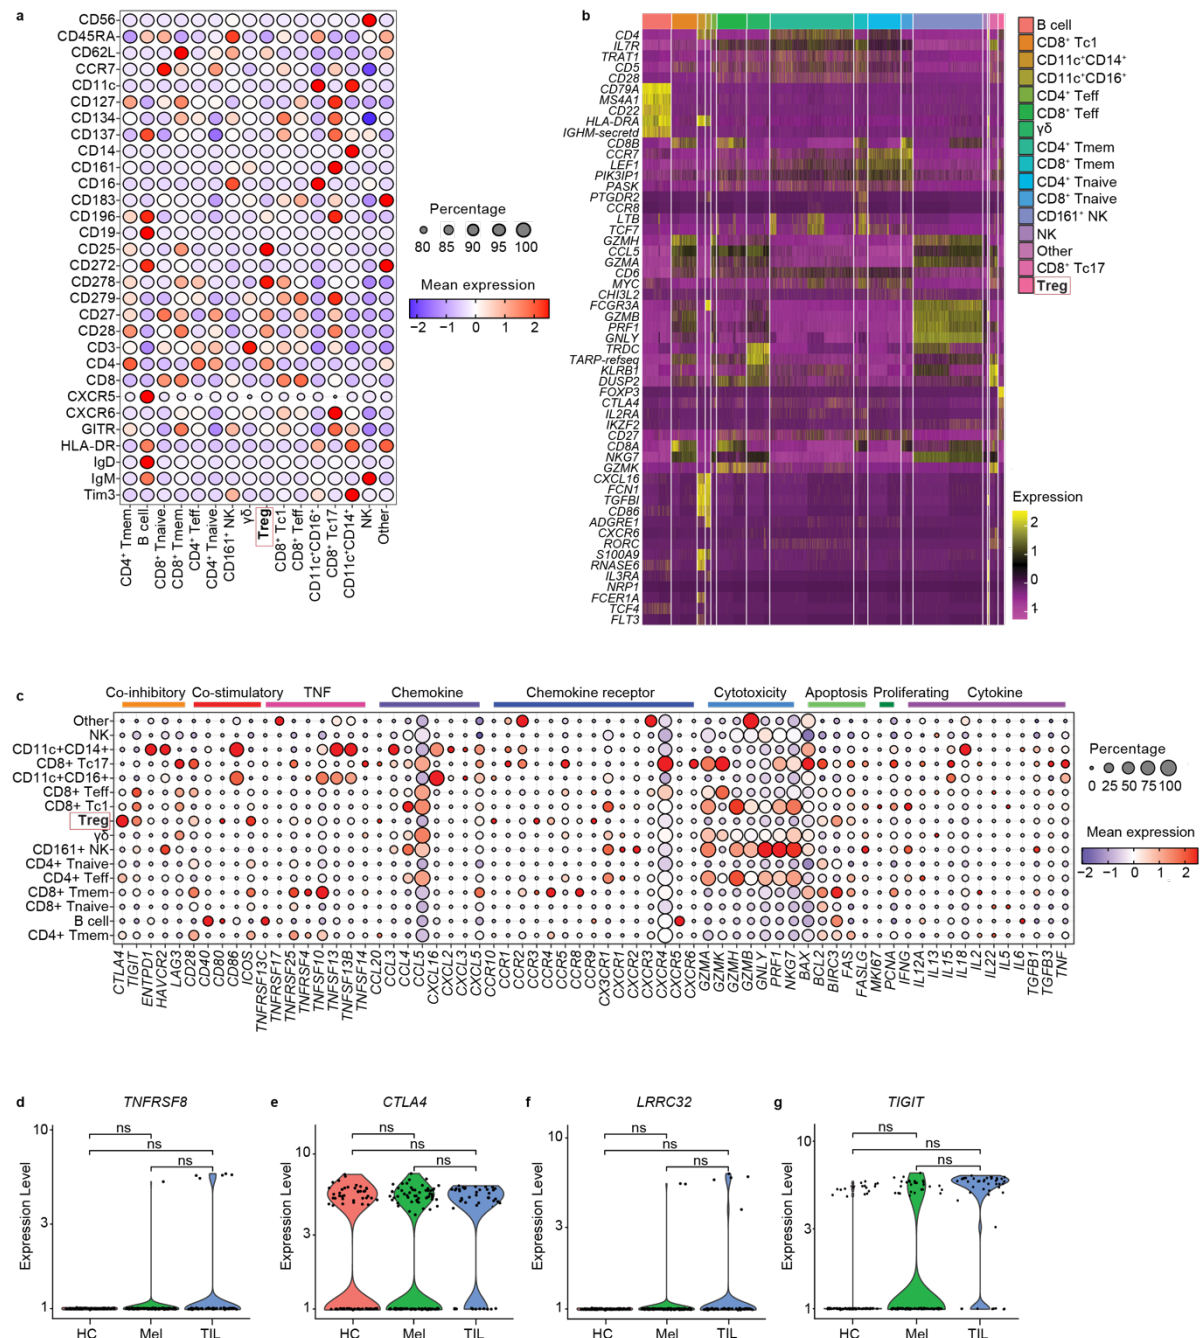 a
CD56
CD45RA
CD62L
CCR7
CD11c
CD127
CD134
CD137
CD14
CD161
CD16
CD183
CD196
CD19
CD25
CD272
CD278
CD279
CD27
CD28
CD3
CD4
CD8
CXCR5
CXCR6
GITR
HLA-DR
IgD
IgM
Tim3
CD4⁺ Tmem
B cell
CD8⁺ Tnaive
CD8⁺ Tmem
CD4⁺ Teff
CD4⁺ Tnaive
CD161⁺ NK
γδ
Treg
CD8⁺ Tc1
CD8⁺ Teff
CD11c⁺CD16⁺
CD8⁺ Tc17
CD11c⁺CD14⁺
NK
Other
Percentage
80 85 90 95 100
Mean expression
−2 −1 0 1 2
b
CD4
IL7R
TRAT1
CD5
CD28
CD79A
MS4A1
CD22
HLA-DRA
IGHM-secretd
CD8B
CCR7
LEF1
PIK3IP1
PASK
PTGDR2
CCR8
LTB
TCF7
GZMH
CCL5
GZMA
CD6
MYC
CHI3L2
FCGR3A
GZMB
PRF1
GNLY
TRDC
TARP-refseq
KLRB1
DUSP2
FOXP3
CTLA4
IL2RA
IKZF2
CD27
CD8A
NKG7
GZMK
CXCL16
FCN1
TGFBI
CD86
ADGRE1
CXCR6
RORC
S100A9
RNASE6
IL3RA
NRP1
FCER1A
TCF4
FLT3
B cell
CD8⁺ Tc1
CD11c⁺CD14⁺
CD11c⁺CD16⁺
CD4⁺ Teff
CD8⁺ Teff
γδ
CD4⁺ Tmem
CD8⁺ Tmem
CD4⁺ Tnaive
CD8⁺ Tnaive
CD161⁺ NK
NK
Other
CD8⁺ Tc17
Treg
Expression
2
1
0
1
c
Co-inhibitory Co-stimulatory TNF Chemokine Chemokine receptor Cytotoxicity Apoptosis Proliferating Cytokine
Other
NK
CD11c+CD14+
CD8+ Tc17
CD11c+CD16+
CD8+ Teff
CD8+ Tc1
Treg
γδ
CD161+ NK
CD4+ Tnaive
CD4+ Teff
CD8+ Tmem
CD8+ Tnaive
B cell
CD4+ Tmem
CTLA4
TIGIT
ENTPD1
HAVCR2
LAG3
CD28
CD40
CD80
CD86
ICOS
TNFRSF13C
TNFRSF17
TNFRSF25
TNFRSF4
TNFSF10
TNFSF13
TNFSF13B
TNFSF14
CCL20
CCL3
CCL4
CCL5
CXCL16
CXCL2
CXCL3
CXCL5
CCR10
CCR1
CCR2
CCR3
CCR4
CCR5
CCR8
CCR9
CX3CR1
CXCR1
CXCR2
CXCR3
CXCR4
CXCR5
CXCR6
GZMA
GZMK
GZMH
GZMB
GNLY
PRF1
NKG7
BAX
BCL2
BIRC3
FAS
FASLG
MKI67
PCNA
IFNG
IL12A
IL13
IL15
IL18
IL2
IL22
IL5
IL6
TGFB1
TGFB3
TNF
Percentage
0 25 50 75 100
Mean expression
−2 −1 0 1 2
d
TNFRSF8
Expression Level
10
3
1
ns
ns
ns
HC Mel TIL
e
CTLA4
Expression Level
10
3
1
ns
ns
ns
HC Mel TIL
f
LRRC32
Expression Level
10
3
1
ns
ns
ns
HC Mel TIL
g
TIGIT
Expression Level
10
3
1
ns
ns
ns
HC Mel TIL